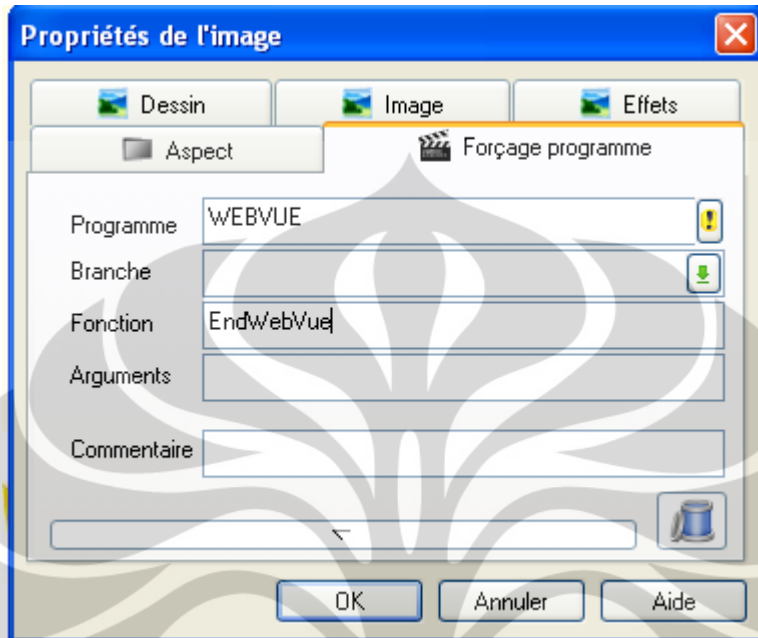 Propriétés de l'image
Dessin Image Effets
Aspect Forçage programme
Programme WEBVUE
Branche
Fonction EndWebVue
Arguments
Commentaire
OK Annuler Aide